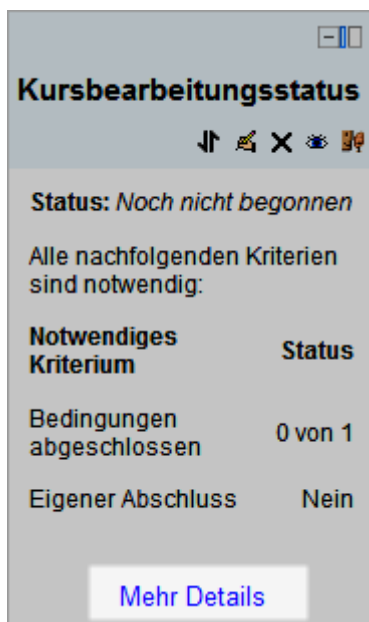 Kursbearbeitungsstatus
Status: Noch nicht begonnen
Alle nachfolgenden Kriterien
sind notwendig:
Notwendiges
Kriterium Status
Bedingungen
abgeschlossen 0 von 1
Eigener Abschluss Nein
Mehr Details